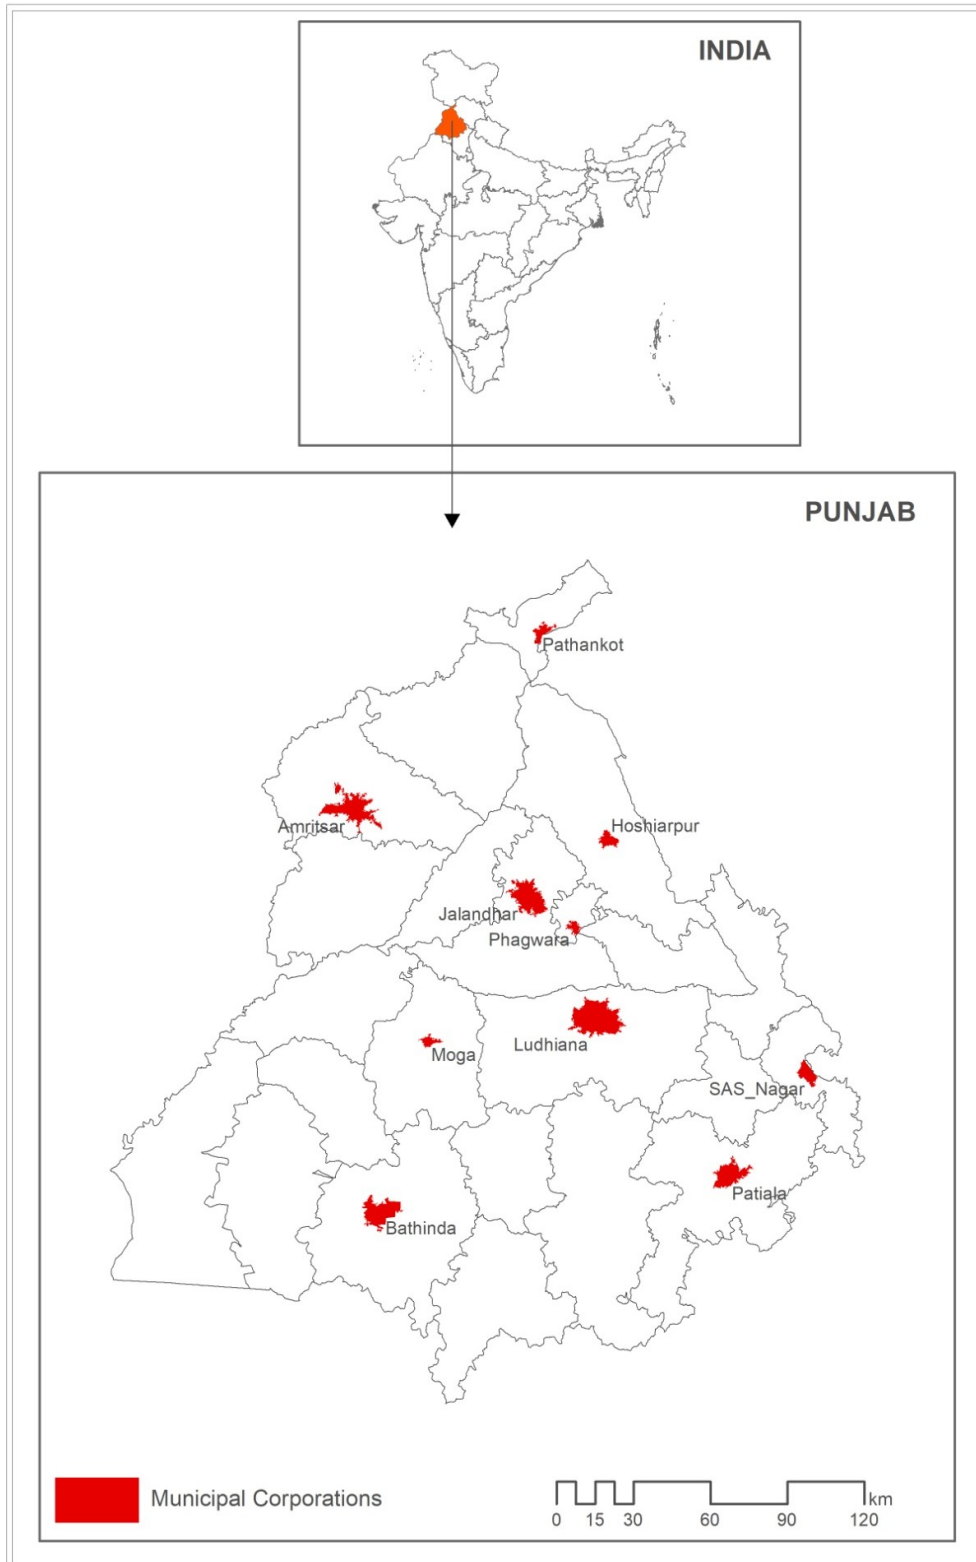 INDIA
PUNJAB
Pathankot
Amritsar
Hoshiarpur
Jalandhar
Phagwara
Ludhiana
Moga
SAS_Nagar
Patiala
Bathinda
Municipal Corporations
km
0 15 30 60 90 120